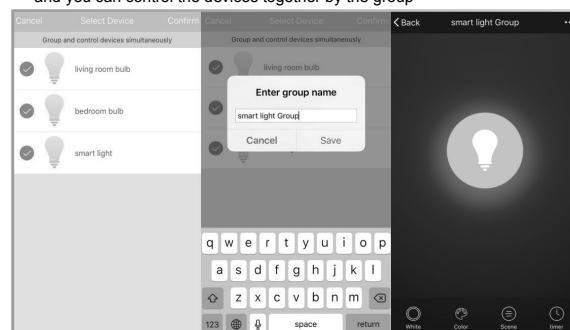 and you can control the devices together by the group
Cancel Select Device Confirm
Group and control devices simultaneously
living room bulb
bedroom bulb
smart light
Cancel Select Device Confirm
Group and control devices simultaneously
living room bulb
Enter group name
smart light Group
Cancel Save
q w e r t y u i o p
a s d f g h j k l
z x c v b n m
123 space return
Back smart light Group ••
White Color Scene timer